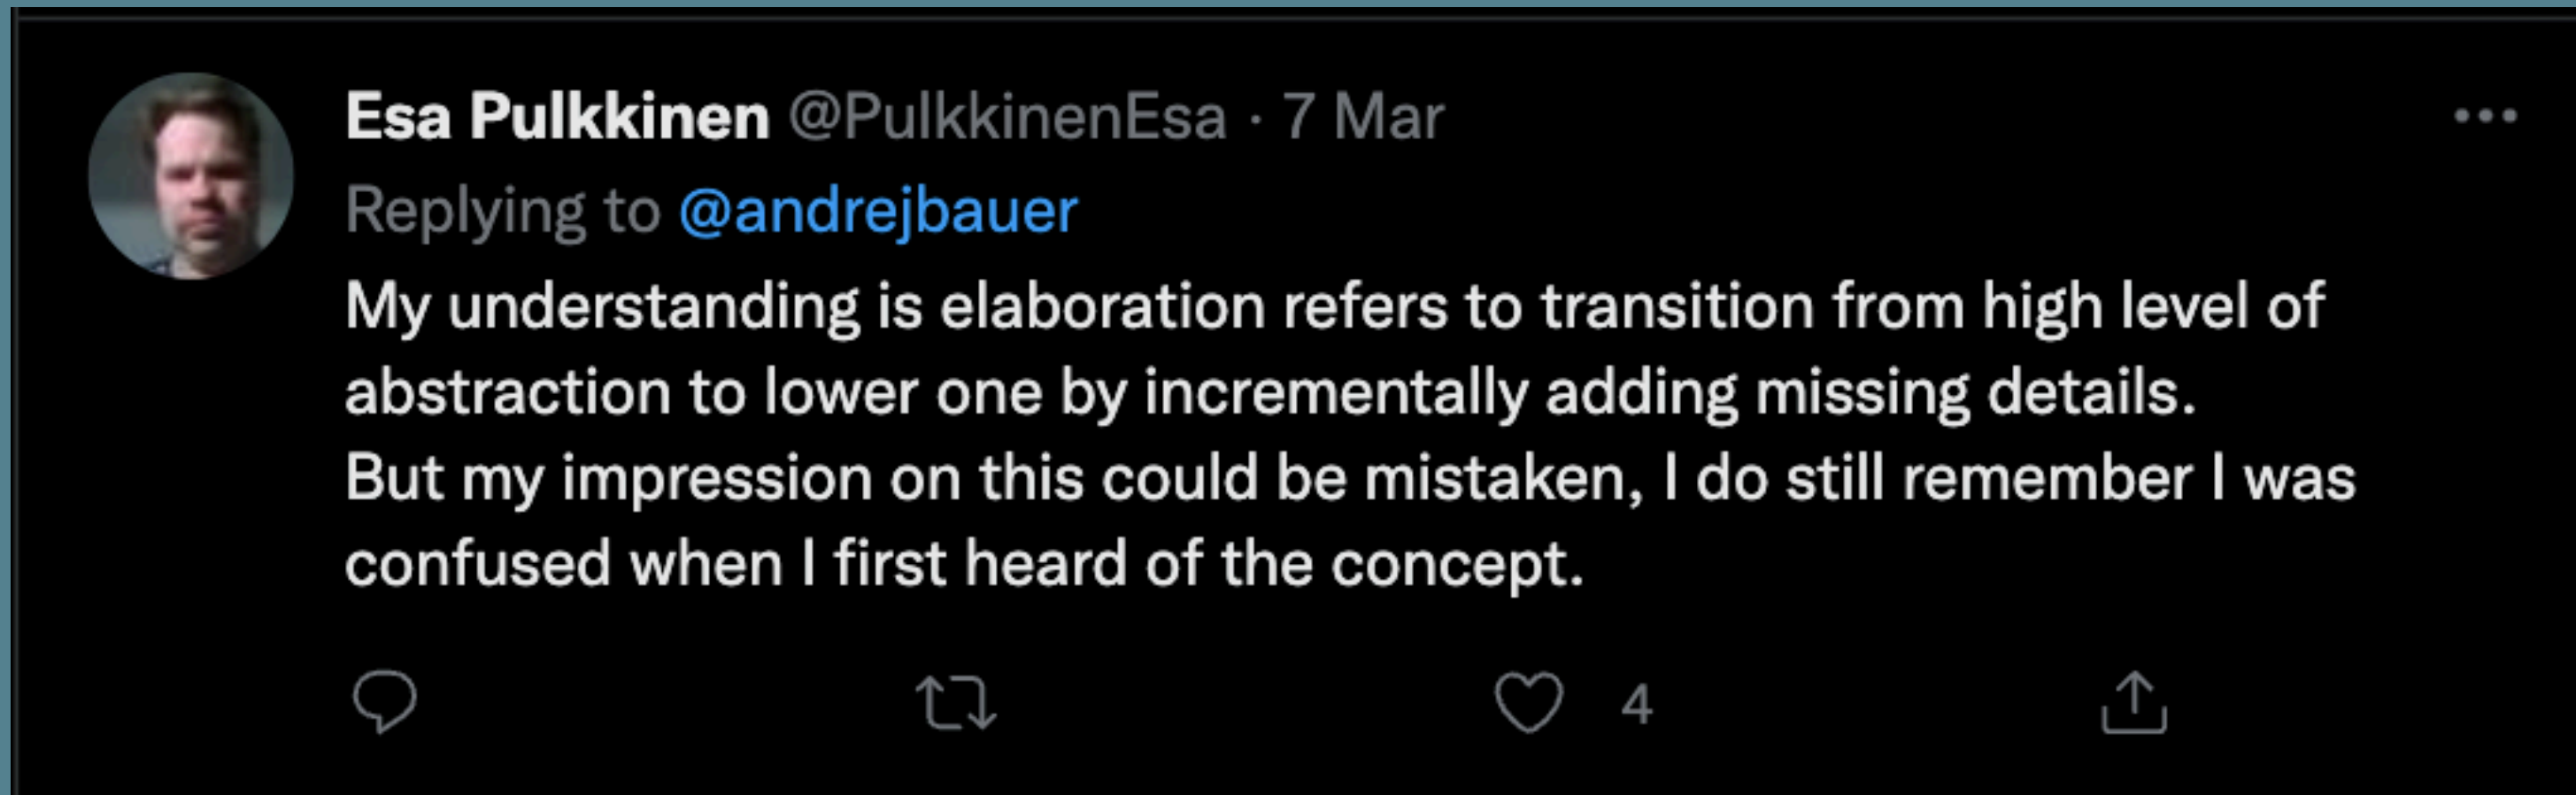 Esa Pulkkinen @PulkkinenEsa · 7 Mar
Replying to @andrejbauer
My understanding is elaboration refers to transition from high level of
abstraction to lower one by incrementally adding missing details.
But my impression on this could be mistaken, I do still remember I was
confused when I first heard of the concept.
4